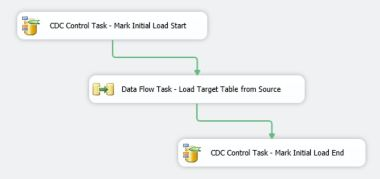 CDC Control Task - Mark Initial Load Start
Data Flow Task - Load Target Table from Source
CDC Control Task - Mark Initial Load End